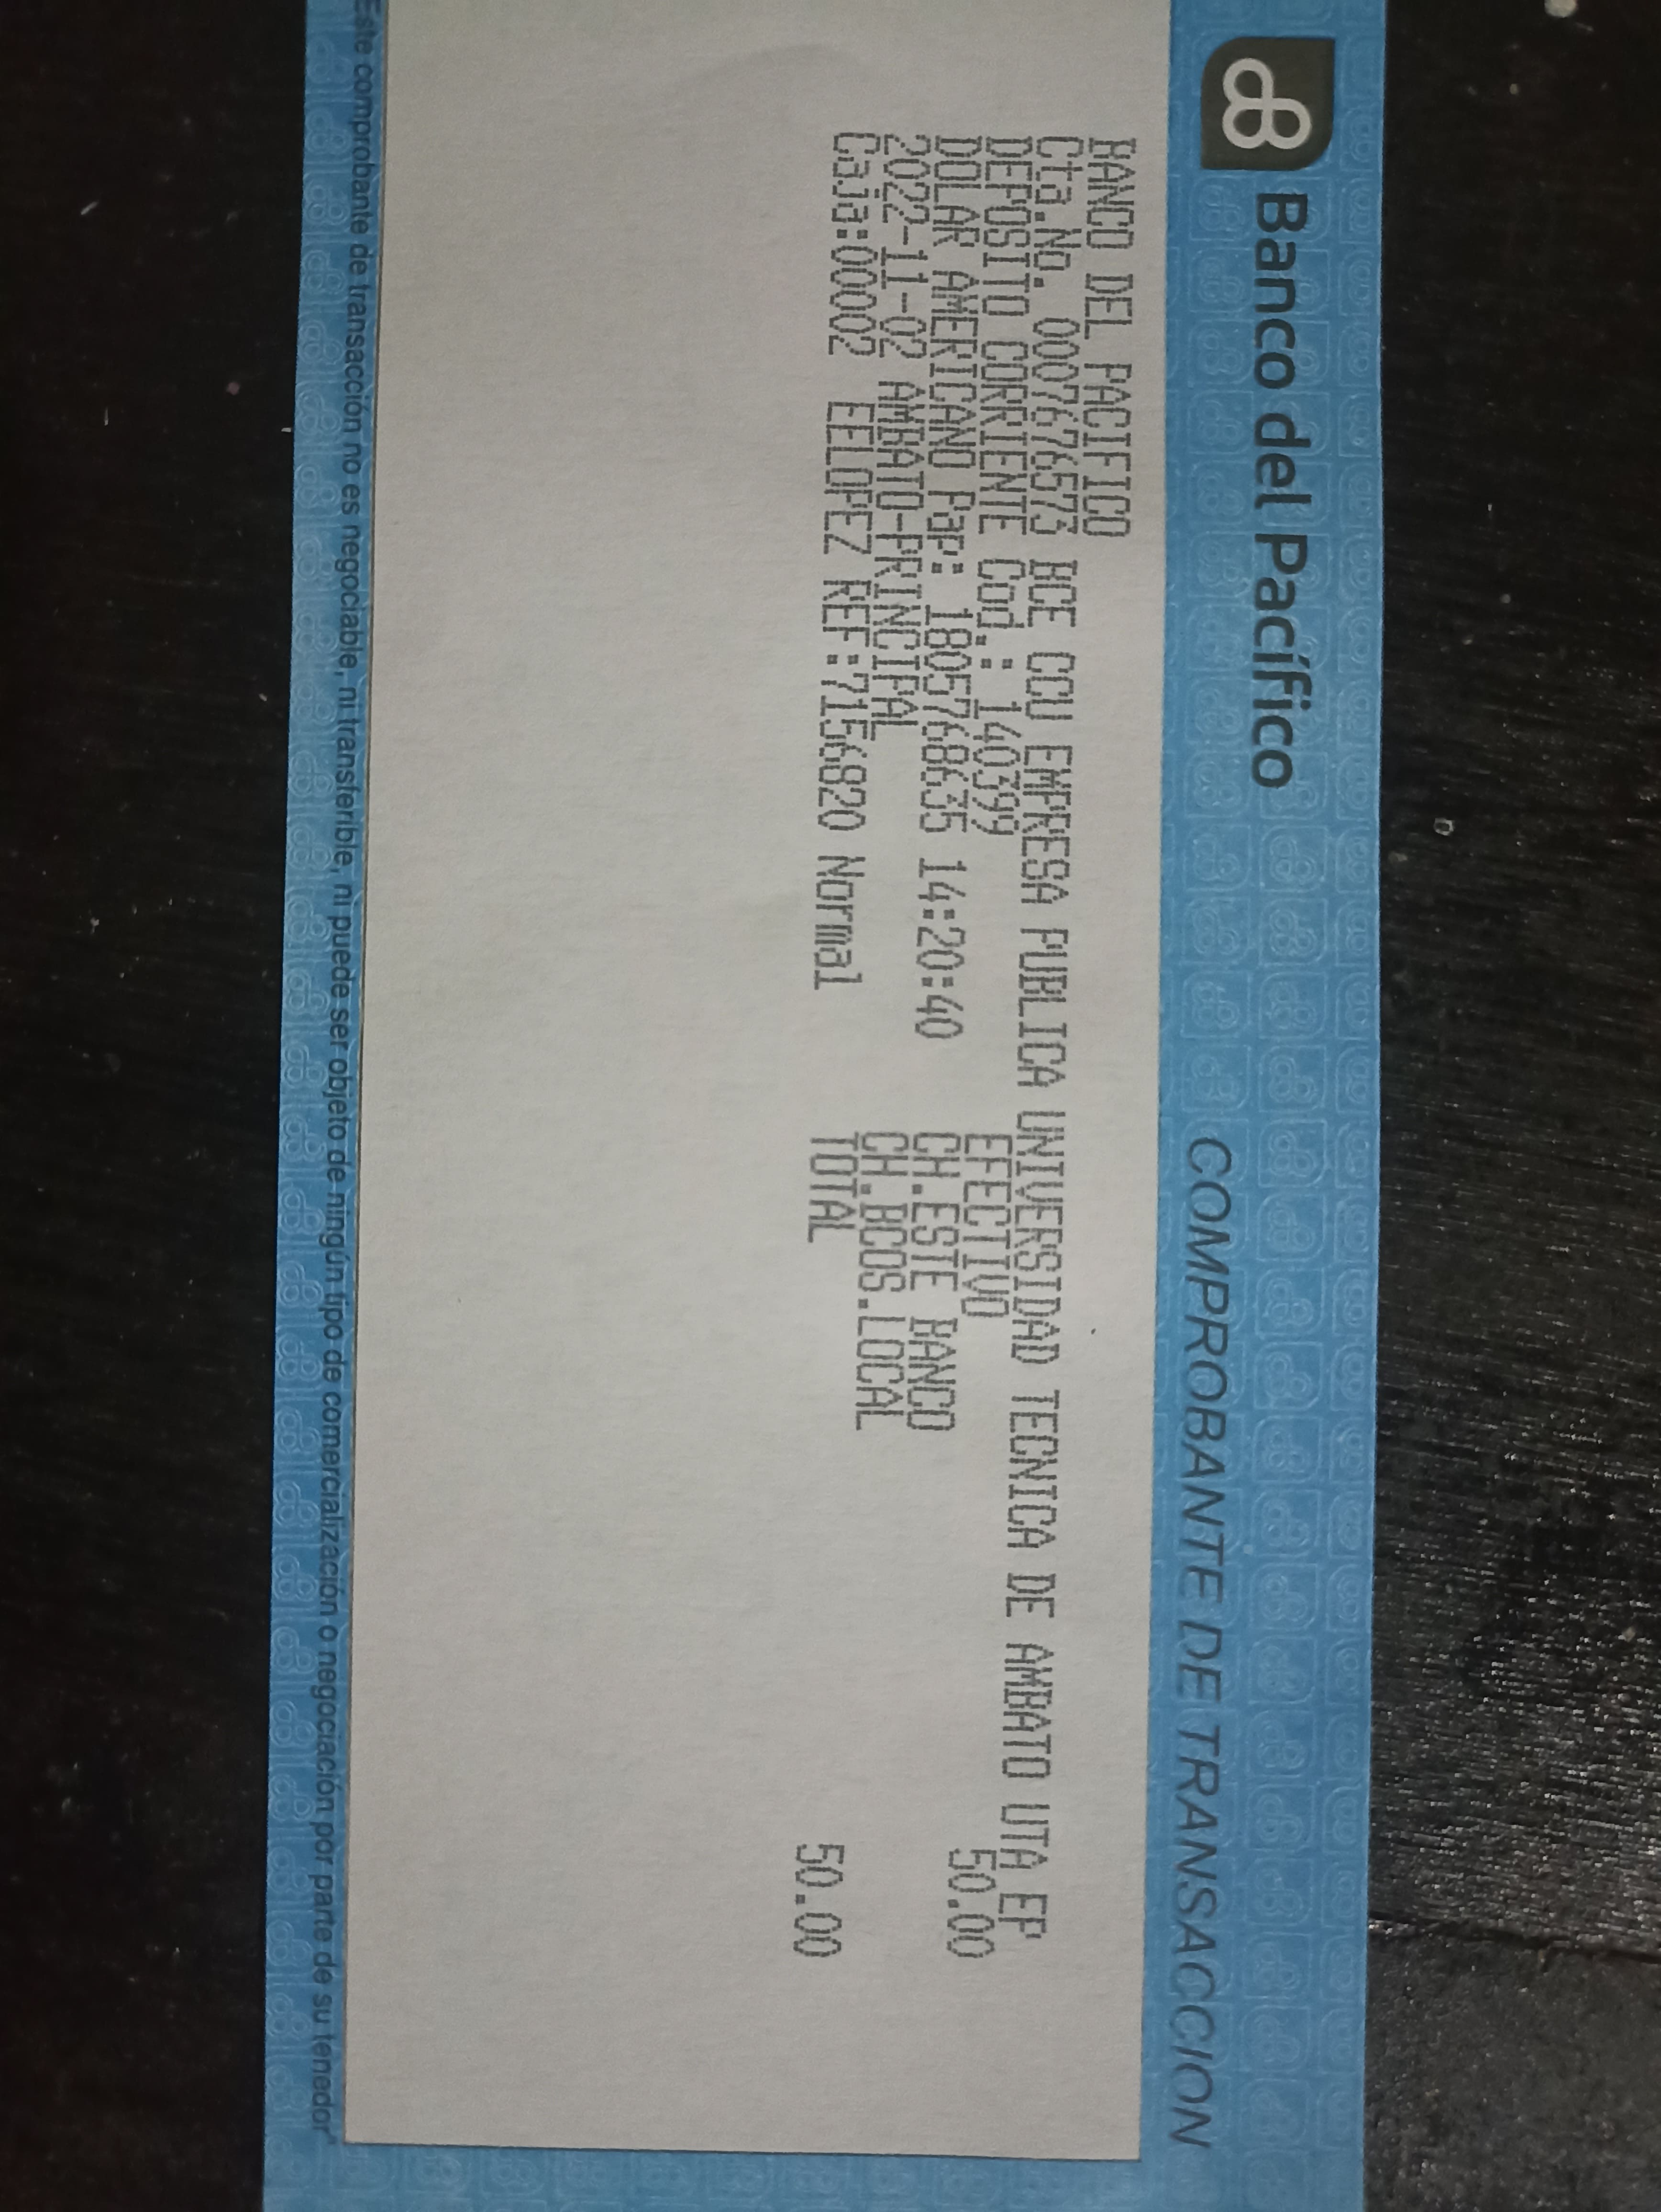 Banco del Pacífico
COMPROBANTE DE TRANSACCION
BANCO DEL PACIFICO
Cta.No. 0007676573 BCE CCU EMPRESA PUBLICA UNIVERSIDAD TECNICA DE AMBATO UTA EP
DEPOSITO CORRIENTE Cod.: 140399 EFECTIVO 50.00
DOLAR AMERICANO Pap: 1805768635 14:20:40 CH.ESTE BANCO
2022-11-02 AMBATO-PRINCIPAL CH.BCOS.LOCAL
Caja:00002 EELOPEZ REF:7156820 Normal TOTAL 50.00
Este comprobante de transacción no es negociable, ni transferible, ni puede ser objeto de ningún tipo de comercialización o negociación por parte de su tenedor"